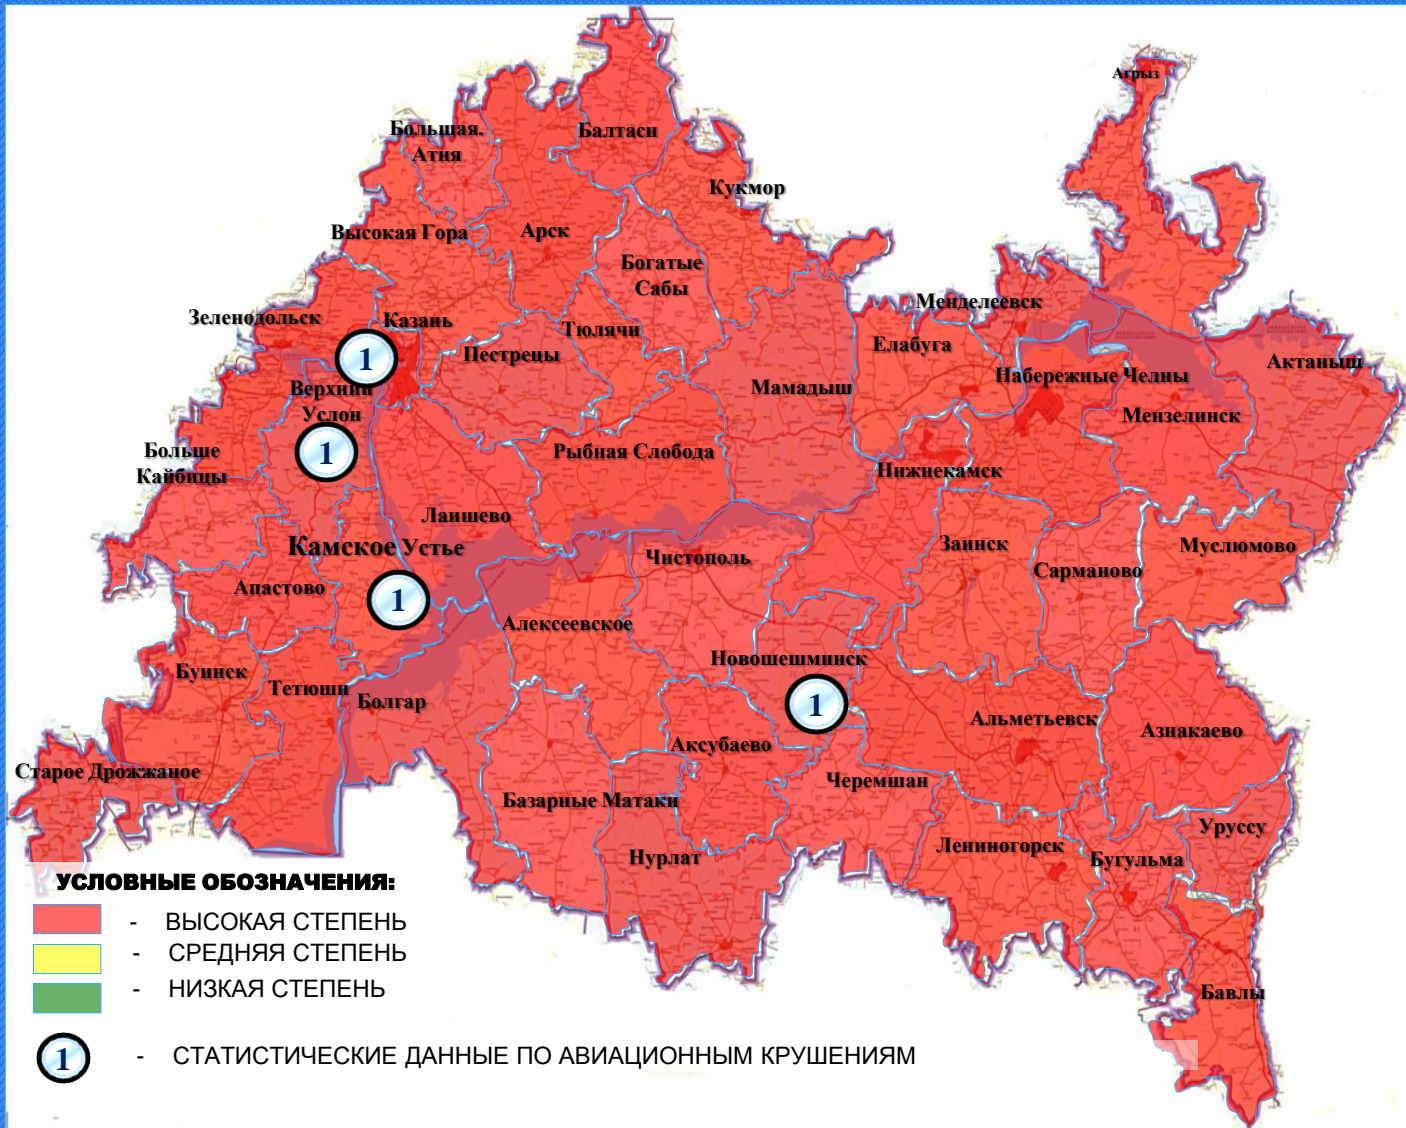 Агрыз
Большая.
Атня
Балтаси
Кукмор
Высокая Гора
Арск
Богатые
Сабы
Зеленодольск
Казань
Тюлячи
Менделеевск
Елабуга
Пестрецы
Актаныш
1
Верхний
Услон
Мамадыш
Набережные Челны
Мензелинск
Больше
Кайбицы
1
Рыбная Слобода
Нижнекамск
Лаишево
Камское Устье
Чистополь
Заинск
Сарманово
Муслюмово
Апастово
1
Алексеевское
Буинск
Тетюши
Болгар
Новошешминск
1
Альметьевск
Азнакаево
Аксубаево
Старое Дрожжаное
Базарные Матаки
Черемшан
Нурлат
Лениногорск
Бугульма
Уруссу
Бавлы
УСЛОВНЫЕ ОБОЗНАЧЕНИЯ:
- ВЫСОКАЯ СТЕПЕНЬ
- СРЕДНЯЯ СТЕПЕНЬ
- НИЗКАЯ СТЕПЕНЬ
1 - СТАТИСТИЧЕСКИЕ ДАННЫЕ ПО АВИАЦИОННЫМ КРУШЕНИЯМ